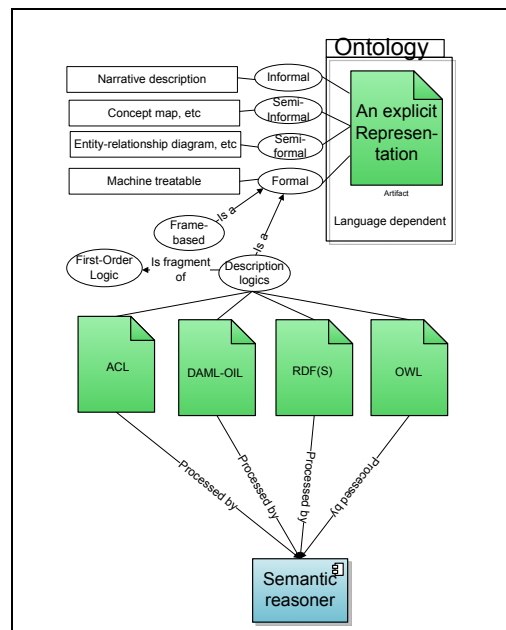 Ontology
Narrative description
Informal
Concept map, etc
Semi-
Informal
Entity-relationship diagram, etc
Semi-
formal
Machine treatable
Formal
An explicit
Represen-
tation
Artifact
Language dependent
Is a
Frame-
based
Is a
First-Order
Logic
Is fragment
of
Description
logics
ACL
DAML-OIL
RDF(S)
OWL
Processed by
Processed by
Processed by
Processed by
Semantic
reasoner